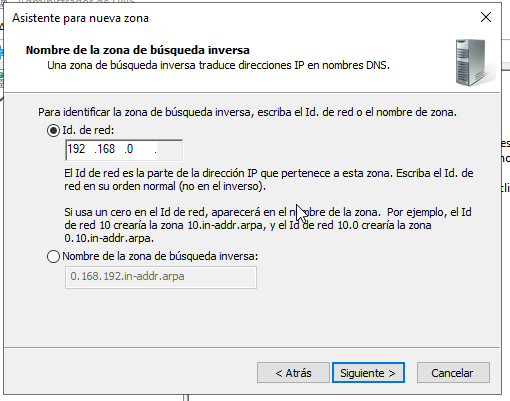 Administrador de DNS
Asistente para nueva zona
Nombre de la zona de búsqueda inversa
Una zona de búsqueda inversa traduce direcciones IP en nombres DNS.
Para identificar la zona de búsqueda inversa, escriba el Id. de red o el nombre de zona.
Id. de red:
192 .168 .0 .
El Id de red es la parte de la dirección IP que pertenece a esta zona. Escriba el Id. de
red en su orden normal (no en el inverso).
Si usa un cero en el Id de red, aparecerá en el nombre de la zona. Por ejemplo, el Id
de red 10 crearía la zona 10.in-addr.arpa, y el Id de red 10.0 crearía la zona
0.10.in-addr.arpa.
Nombre de la zona de búsqueda inversa:
0.168.192.in-addr.arpa
< Atrás
Siguiente >
Cancelar